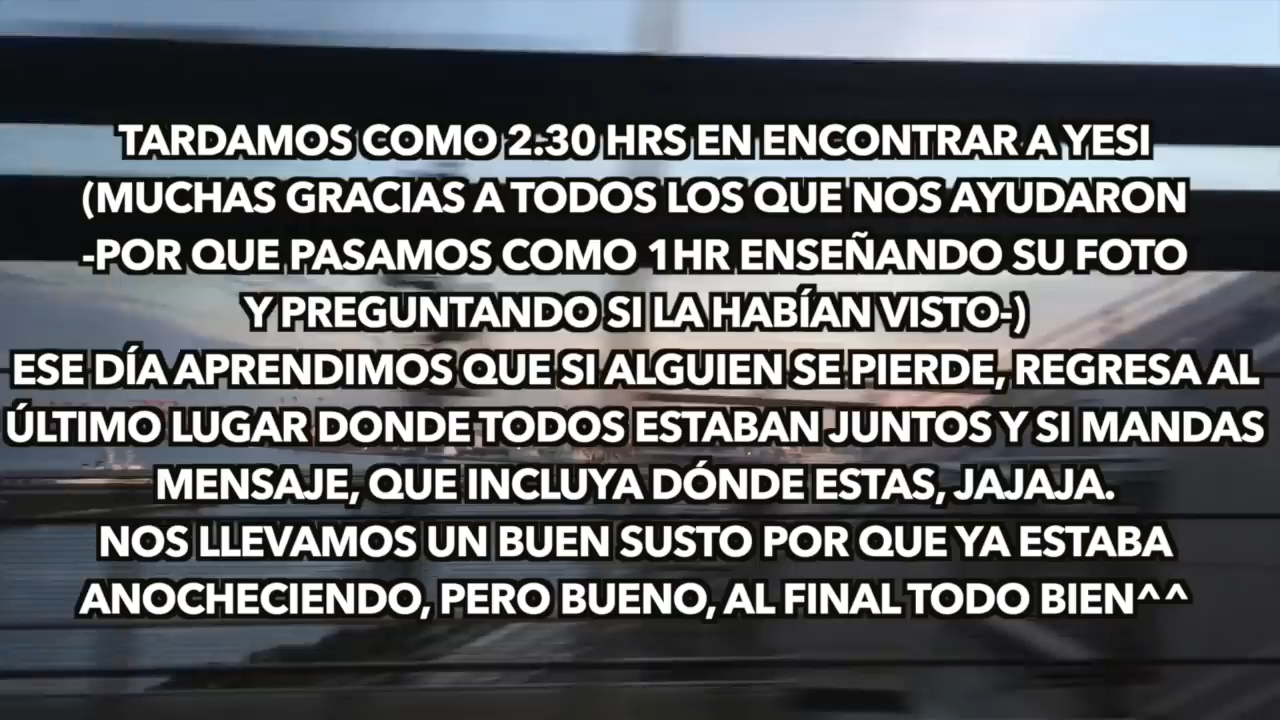 TARDAMOS COMO 2:30 HRS EN ENCONTRAR A YESI
(MUCHAS GRACIAS A TODOS LOS QUE NOS AYUDARON
-POR QUE PASAMOS COMO 1HR ENSEÑANDO SU FOTO
Y PREGUNTANDO SI LA HABÍAN VISTO-)
ESE DÍA APRENDIMOS QUE SI ALGUIEN SE PIERDE, REGRESA AL
ÚLTIMO LUGAR DONDE TODOS ESTABAN JUNTOS Y SI MANDAS
MENSAJE, QUE INCLUYA DÓNDE ESTAS, JAJAJA.
NOS LLEVAMOS UN BUEN SUSTO POR QUE YA ESTABA
ANOCHECIENDO, PERO BUENO, AL FINAL TODO BIEN^^